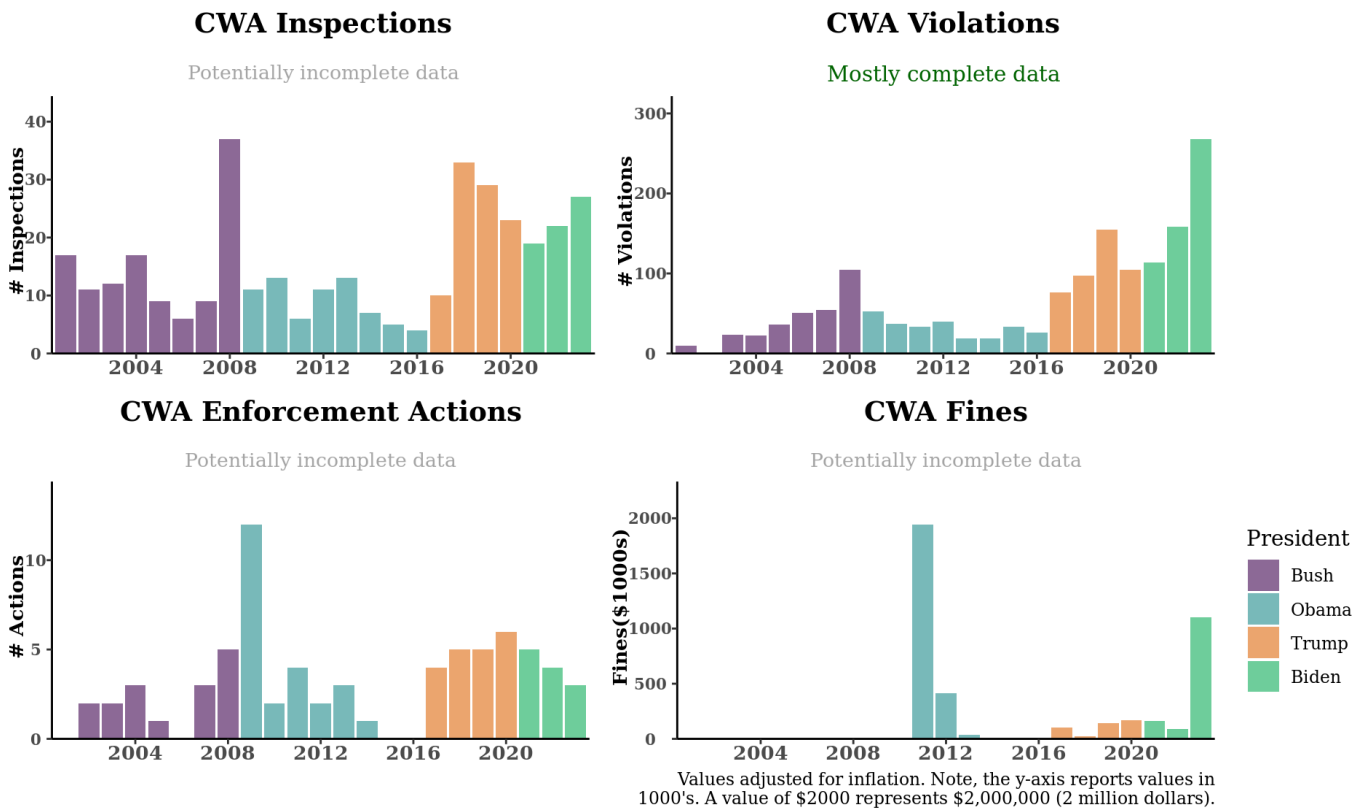 CWA Inspections
Potentially incomplete data
# Inspections
40
30
20
10
0
2004 2008 2012 2016 2020
CWA Violations
Mostly complete data
# Violations
300
200
100
0
2004 2008 2012 2016 2020
CWA Enforcement Actions
Potentially incomplete data
# Actions
10
5
0
2004 2008 2012 2016 2020
CWA Fines
Potentially incomplete data
Fines($1000s)
2000
1500
1000
500
0
2004 2008 2012 2016 2020
President
Bush
Obama
Trump
Biden
Values adjusted for inflation. Note, the y-axis reports values in
1000's. A value of $2000 represents $2,000,000 (2 million dollars).